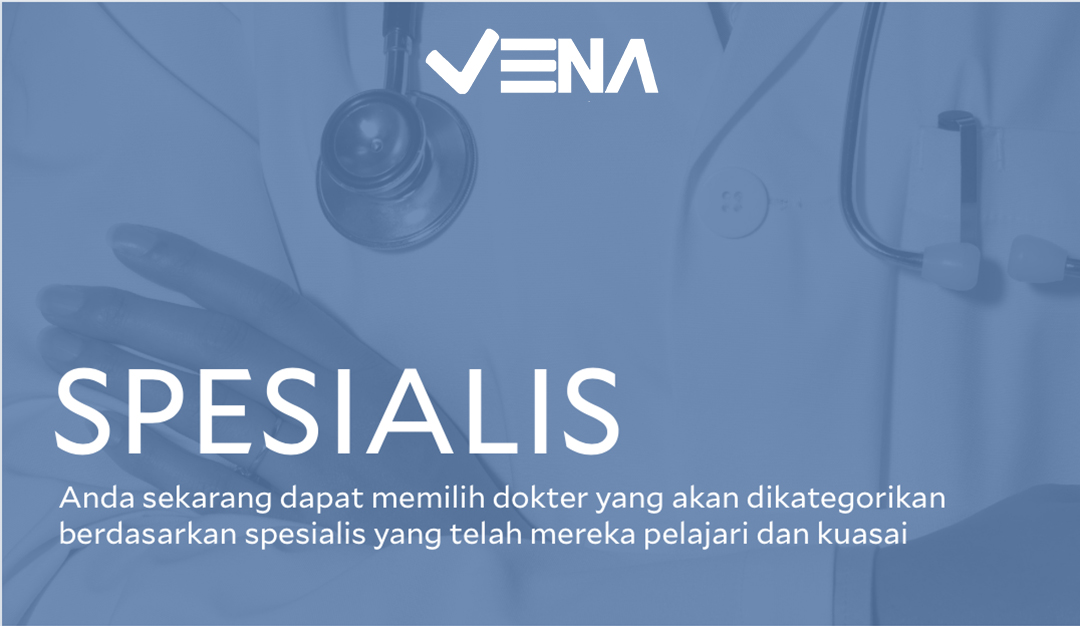 VENA
SPESIALIS
Anda sekarang dapat memilih dokter yang akan dikategorikan
berdasarkan spesialis yang telah mereka pelajari dan kuasai